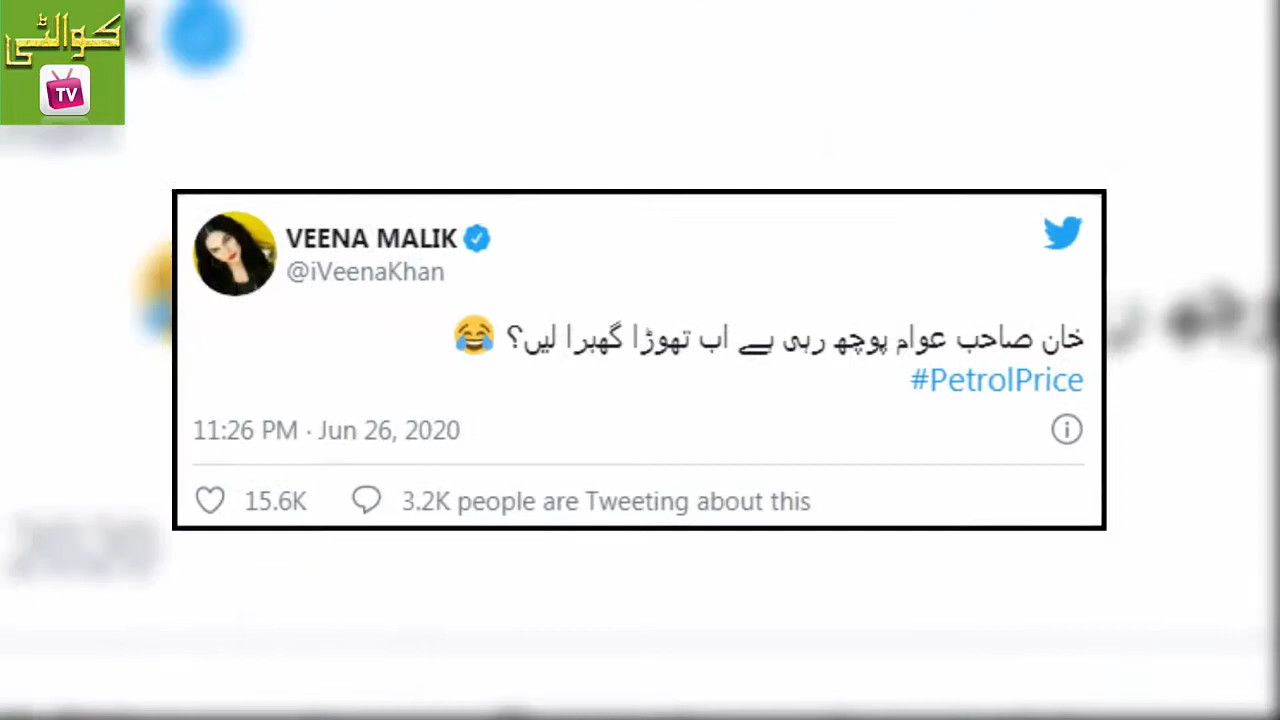 کوالٹی
TV
VEENA MALIK
@iVeenaKhan
خان صاحب عوام پوچھ رہی ہے اب تھوڑا گھبرا لیں؟ 😂
#PetrolPrice
11:26 PM · Jun 26, 2020
15.6K 3.2K people are Tweeting about this
2020